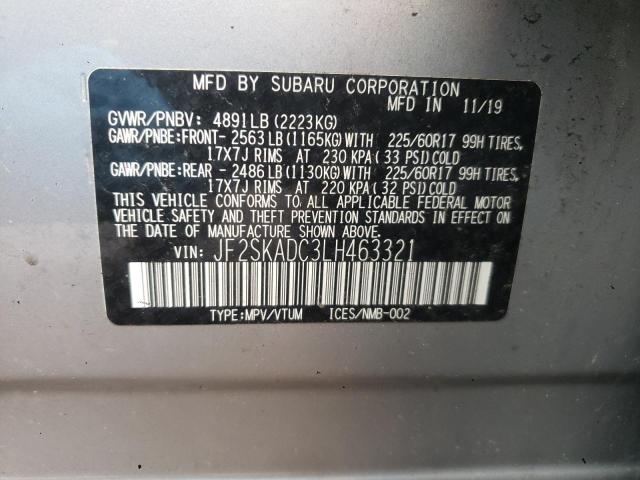 MFD BY SUBARU CORPORATION
MFD IN 11/19
GVWR/PNBV: 4891LB (2223KG)
GAWR/PNBE:FRONT- 2563LB (1165KG)WITH 225/60R17 99H TIRES,
17X7J RIMS AT 230 KPA (33 PSI)COLD
GAWR/PNBE:REAR - 2486LB (1130KG)WITH 225/60R17 99H TIRES,
17X7J RIMS AT 220 KPA (32 PSI)COLD
THIS VEHICLE CONFORMS TO ALL APPLICABLE FEDERAL MOTOR
VEHICLE SAFETY AND THEFT PREVENTION STANDARDS IN EFFECT ON
THE DATE OF MANUFACTURE SHOWN ABOVE.
VIN: JF2SKADC3LH463321
TYPE:MPV/VTUM ICES/NMB-002